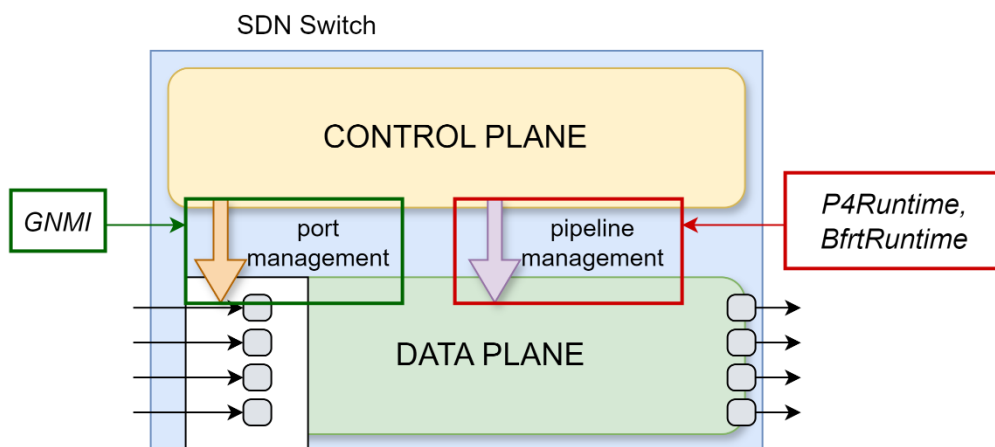 SDN Switch
CONTROL PLANE
GNMI
port
management
pipeline
management
P4Runtime,
BfrtRuntime
DATA PLANE